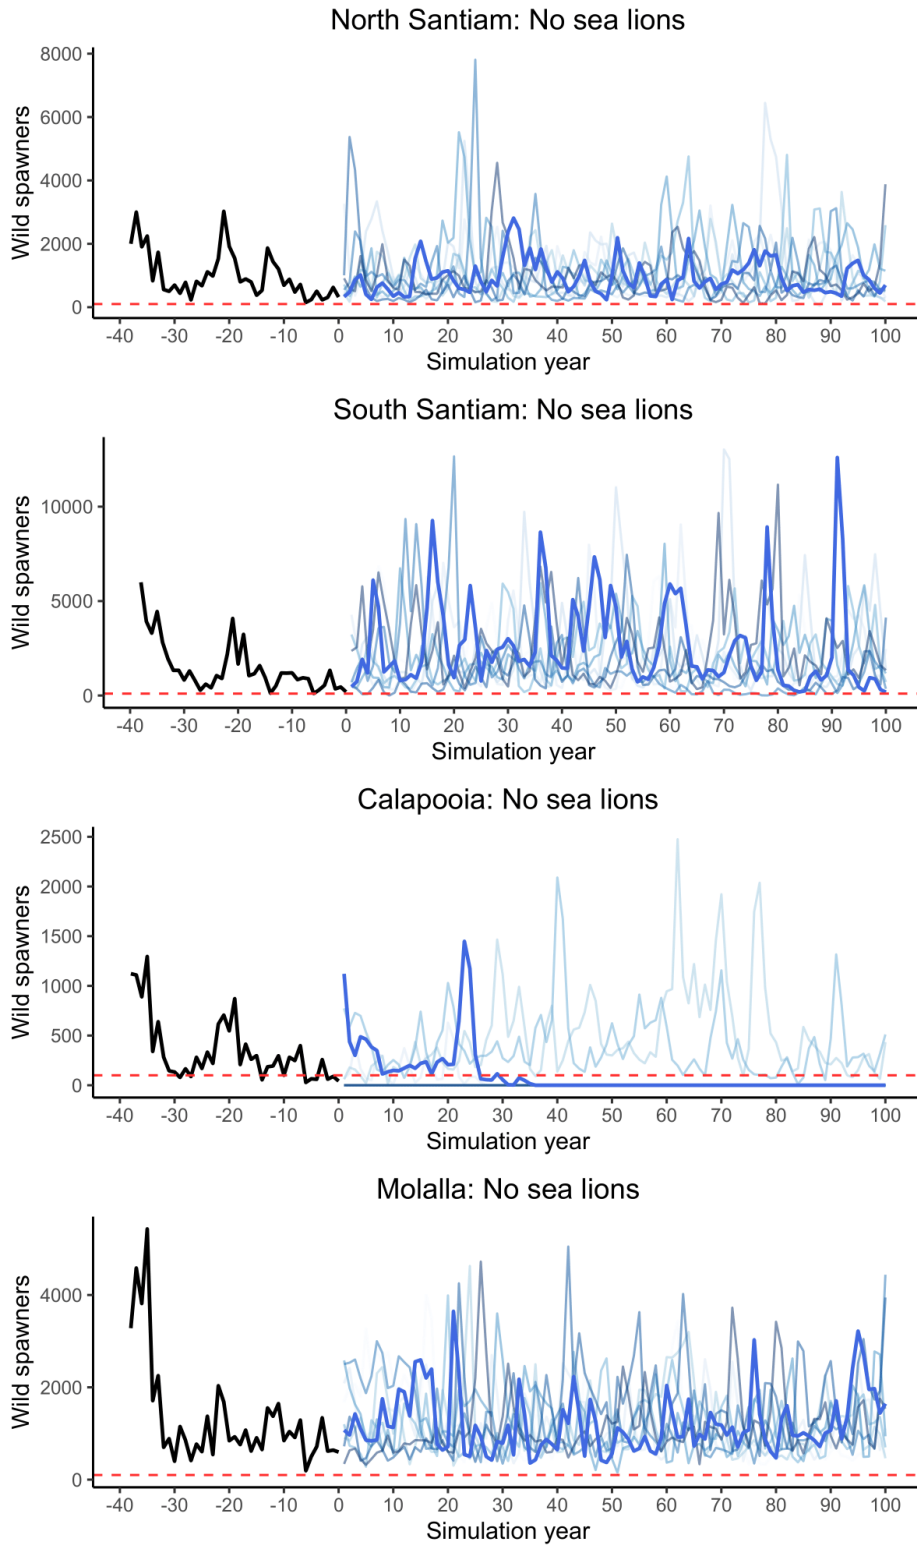 North Santiam: No sea lions
8000
6000
4000
2000
0
Wild spawners
-40 -30 -20 -10 0 10 20 30 40 50 60 70 80 90 100
Simulation year
South Santiam: No sea lions
10000
5000
0
Wild spawners
-40 -30 -20 -10 0 10 20 30 40 50 60 70 80 90 100
Simulation year
Calapooia: No sea lions
2500
2000
1500
1000
500
0
Wild spawners
-40 -30 -20 -10 0 10 20 30 40 50 60 70 80 90 100
Simulation year
Molalla: No sea lions
4000
2000
0
Wild spawners
-40 -30 -20 -10 0 10 20 30 40 50 60 70 80 90 100
Simulation year